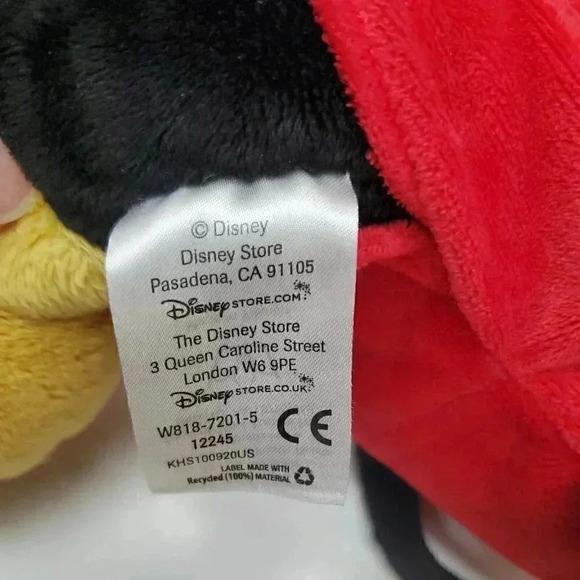 © Disney
Disney Store
Pasadena, CA 91105
DISNEYSTORE.COM
The Disney Store
3 Queen Caroline Street
London W6 9PE
DISNEYSTORE.CO.UK
W818-7201-5
12245
CE
KHS100920US
LABEL MADE WITH
Recycled (100%) MATERIAL